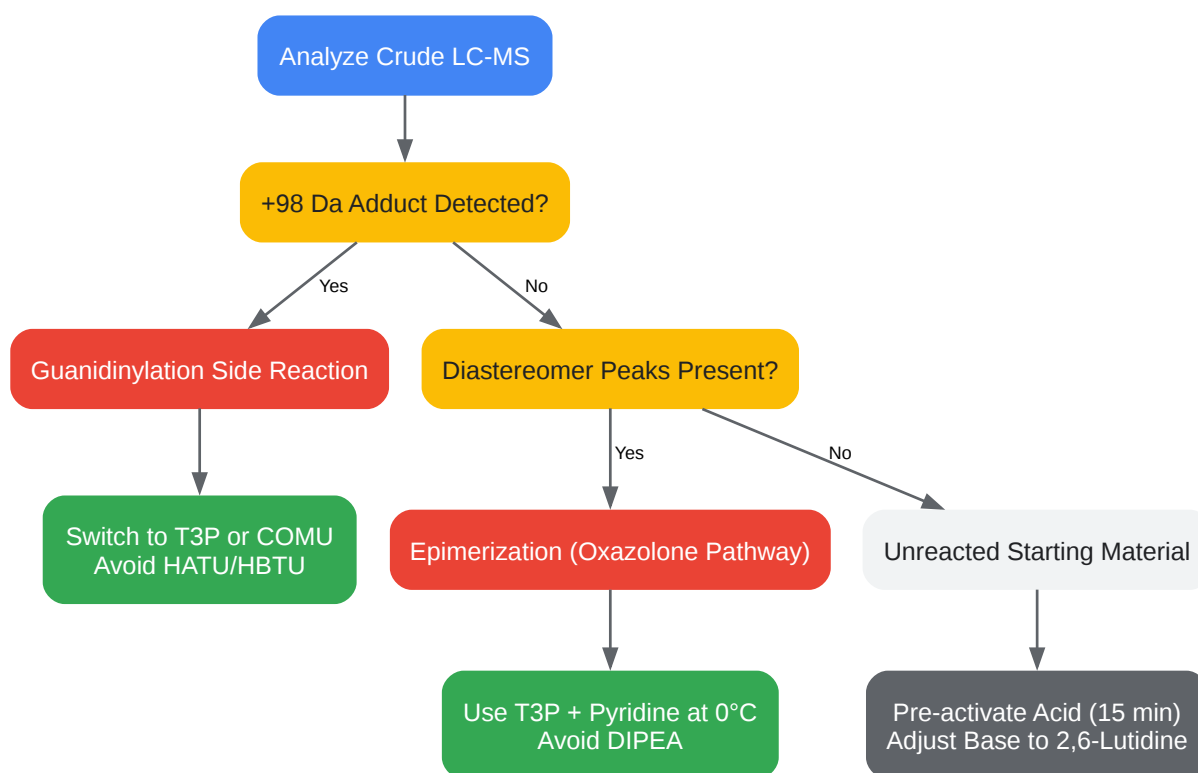 Analyze Crude LC-MS
+98 Da Adduct Detected?
Yes
No
Guanidinylation Side Reaction
Diastereomer Peaks Present?
Yes
No
Switch to T3P or COMU
Avoid HATU/HBTU
Epimerization (Oxazolone Pathway)
Unreacted Starting Material
Use T3P + Pyridine at 0°C
Avoid DIPEA
Pre-activate Acid (15 min)
Adjust Base to 2,6-Lutidine